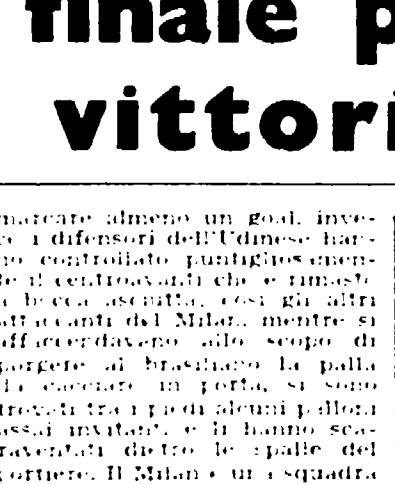 finale p
vittori
marcare almeno un goal, inve-
ce i difensori dell'Udinese han-
no controllato puntigliosamen-
te il centroavanti che è rimasto
a bocca asciutta, così gli altri
attaccanti del Milan, mentre si
affaccendavano allo scopo di
porgere al brasiliano la palla
da cacciare in porta, si sono
trovati tra i piedi alcuni palloni
assai invitanti e li hanno sca-
raventati dietro le spalle del
portiere. Il Milan è una squadra